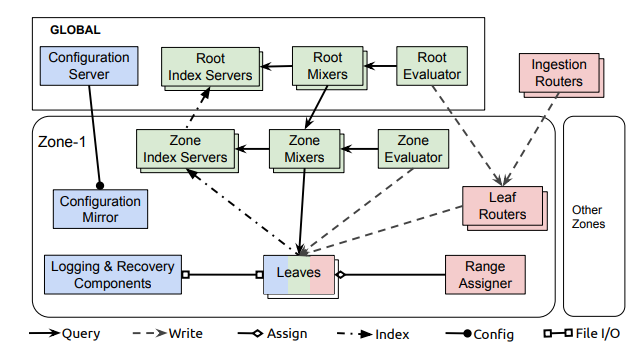 GLOBAL
Configuration
Server
Root
Index Servers
Root
Mixers
Root
Evaluator
Ingestion
Routers
Zone-1
Zone
Index Servers
Zone
Mixers
Zone
Evaluator
Configuration
Mirror
Leaf
Routers
Other
Zones
Logging & Recovery
Components
Leaves
Range
Assigner
Query
Write
Assign
Index
Config
File I/O